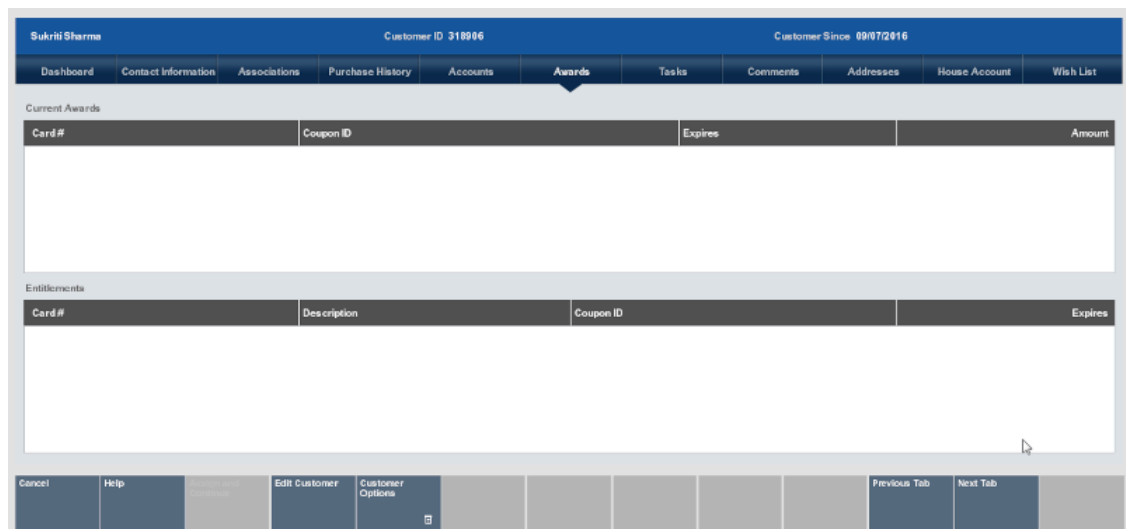 Sukriti Sharma Customer ID 318906 Customer Since 09/07/2016
Dashboard Contact Information Associations Purchase History Accounts Awards Tasks Comments Addresses House Account Wish List
Current Awards
Card # Coupon ID Expires Amount
Entitlements
Card # Description Coupon ID Expires
Cancel Help Edit Customer Customer Options Previous Tab Next Tab